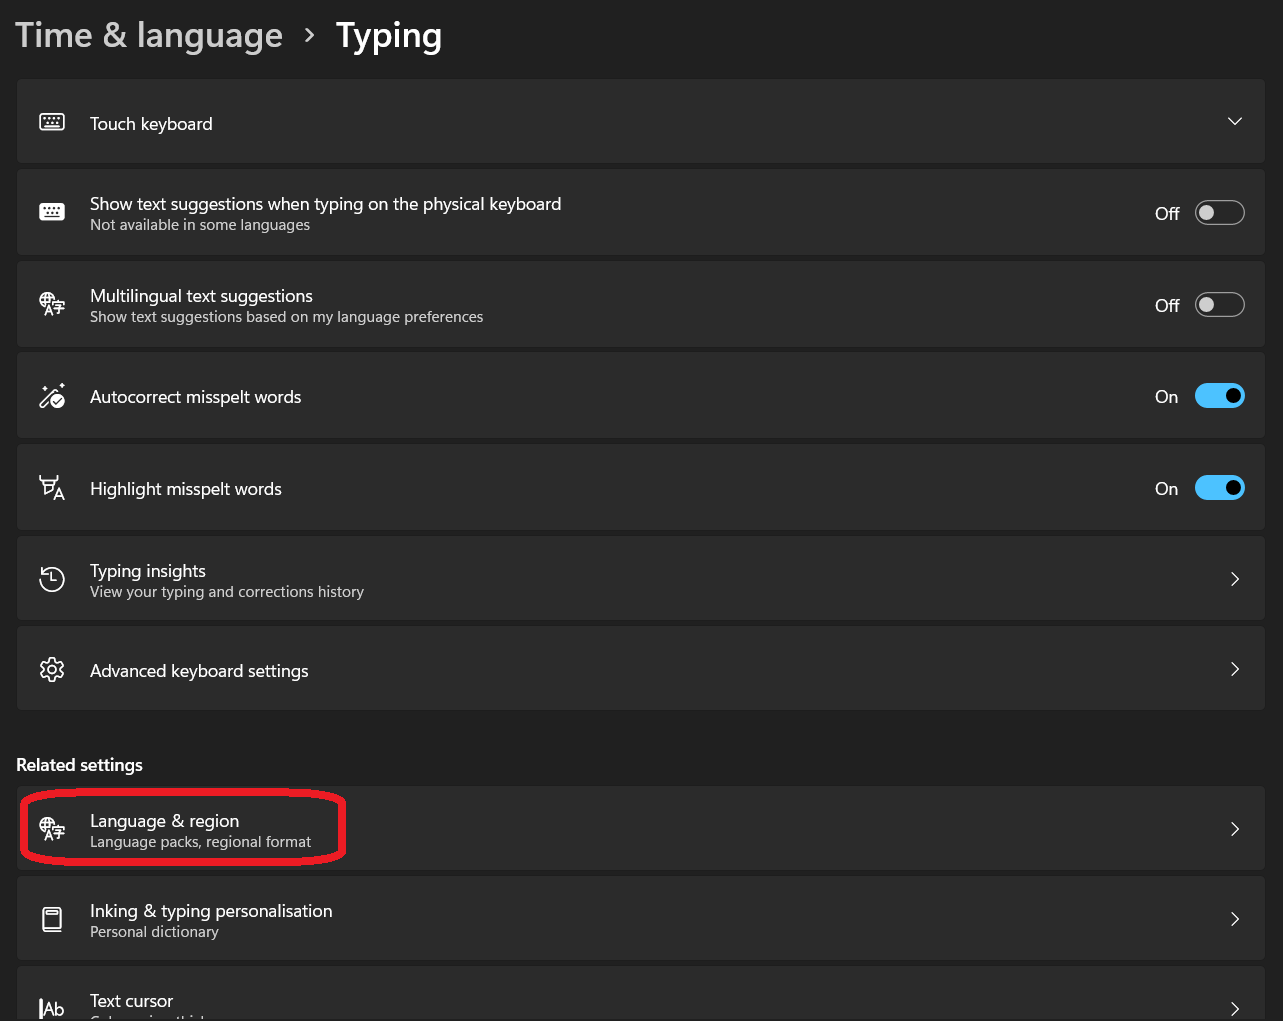 Time & language > Typing
Touch keyboard
Show text suggestions when typing on the physical keyboard
Not available in some languages
Off
Multilingual text suggestions
Show text suggestions based on my language preferences
Off
Autocorrect misspelt words
On
Highlight misspelt words
On
Typing insights
View your typing and corrections history
Advanced keyboard settings
Related settings
Language & region
Language packs, regional format
Inking & typing personalisation
Personal dictionary
Text cursor